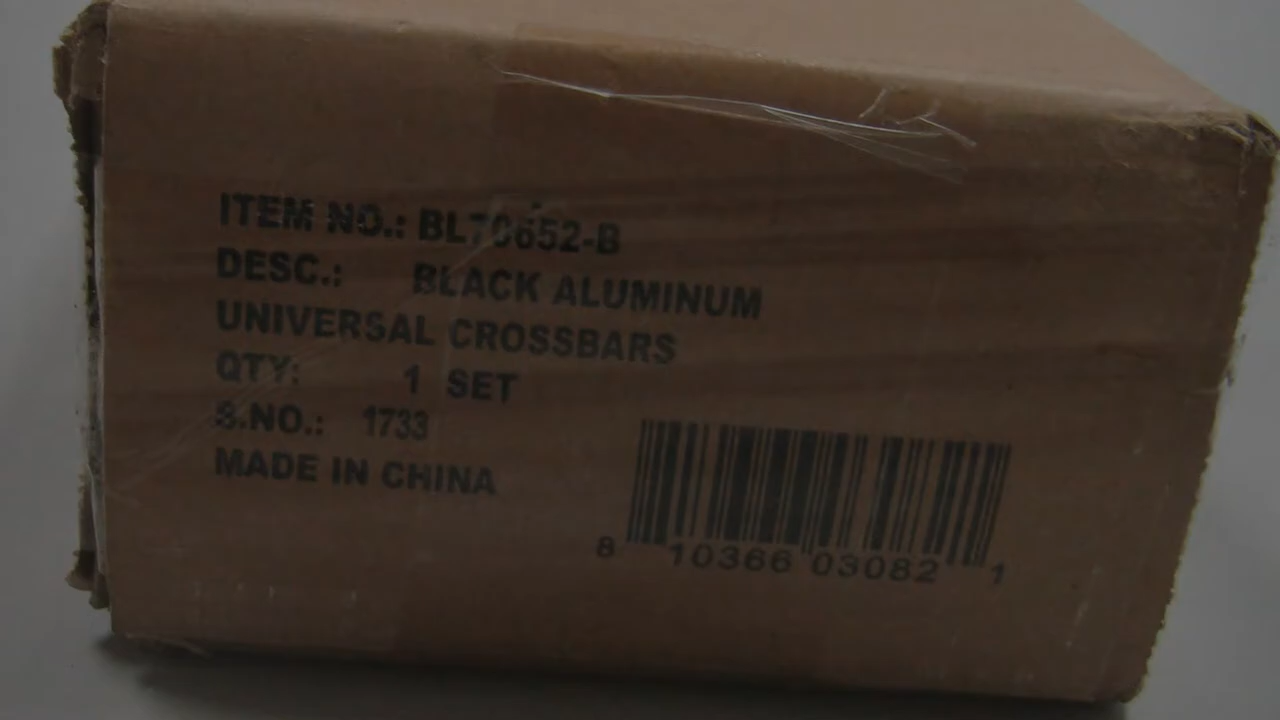 ITEM NO.: BL70652-B
DESC.: BLACK ALUMINUM
UNIVERSAL CROSSBARS
QTY: 1 SET
S.NO.: 1733
MADE IN CHINA
8 10366 03082 1